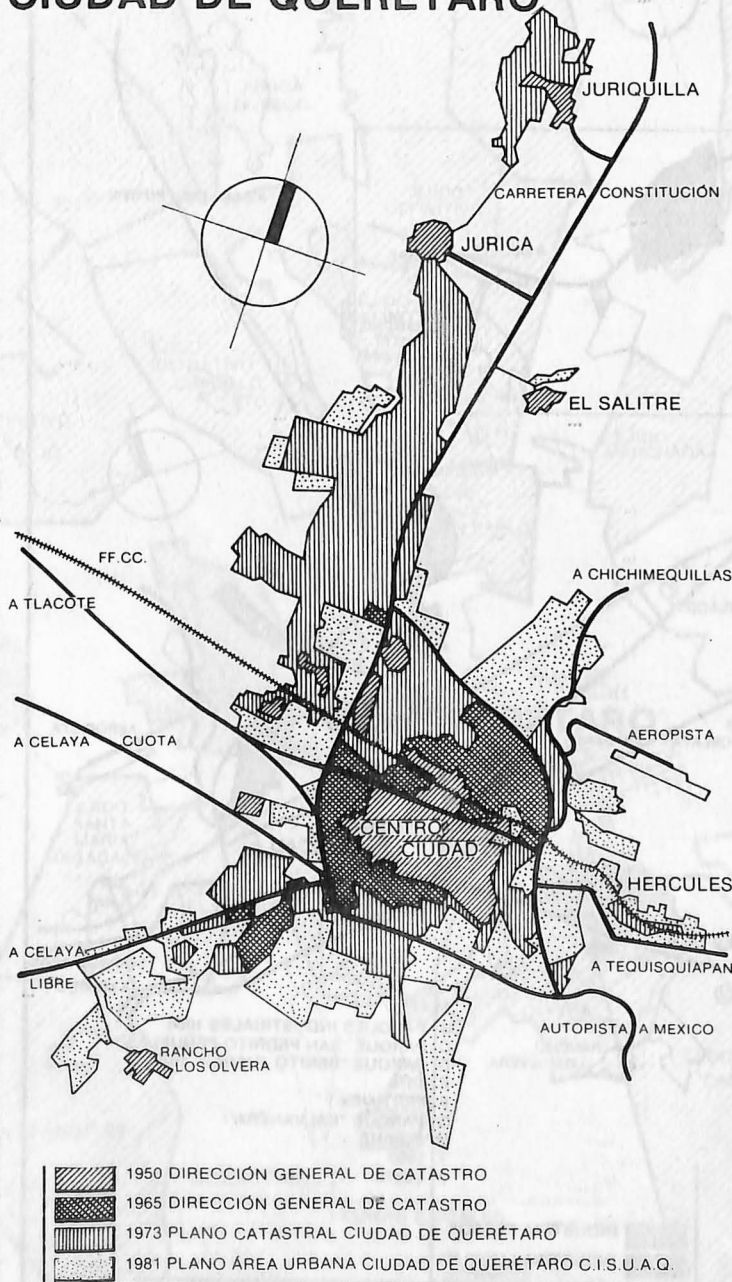 CIUDAD DE QUERETARO
JURIQUILLA
CARRETERA CONSTITUCIÓN
JURICA
EL SALITRE
FF.CC.
A CHICHIMEQUILLAS
A TLACOTE
A CELAYA CUOTA
AEROPISTA
CENTRO
CIUDAD
HERCULES
A CELAYA
LIBRE
A TEQUISQUIAPAN
AUTOPISTA A MEXICO
RANCHO
LOS OLVERA
1950 DIRECCIÓN GENERAL DE CATASTRO
1965 DIRECCIÓN GENERAL DE CATASTRO
1973 PLANO CATASTRAL CIUDAD DE QUERÉTARO
1981 PLANO ÁREA URBANA CIUDAD DE QUERÉTARO C.I.S.U.A.Q.